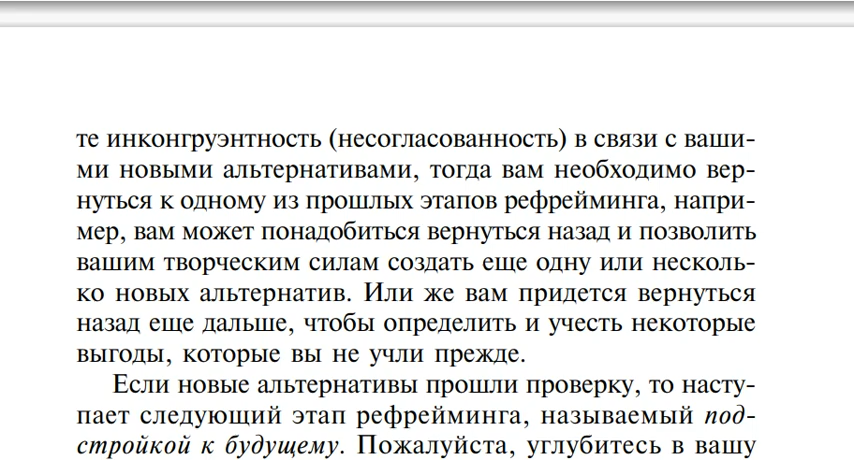 те инконгруэнтность (несогласованность) в связи с ваши-
ми новыми альтернативами, тогда вам необходимо вер-
нуться к одному из прошлых этапов рефрейминга, напри-
мер, вам может понадобиться вернуться назад и позволить
вашим творческим силам создать еще одну или несколь-
ко новых альтернатив. Или же вам придется вернуться
назад еще дальше, чтобы определить и учесть некоторые
выгоды, которые вы не учли прежде.
Если новые альтернативы прошли проверку, то насту-
пает следующий этап рефрейминга, называемый под-
стройкой к будущему. Пожалуйста, углубитесь в вашу